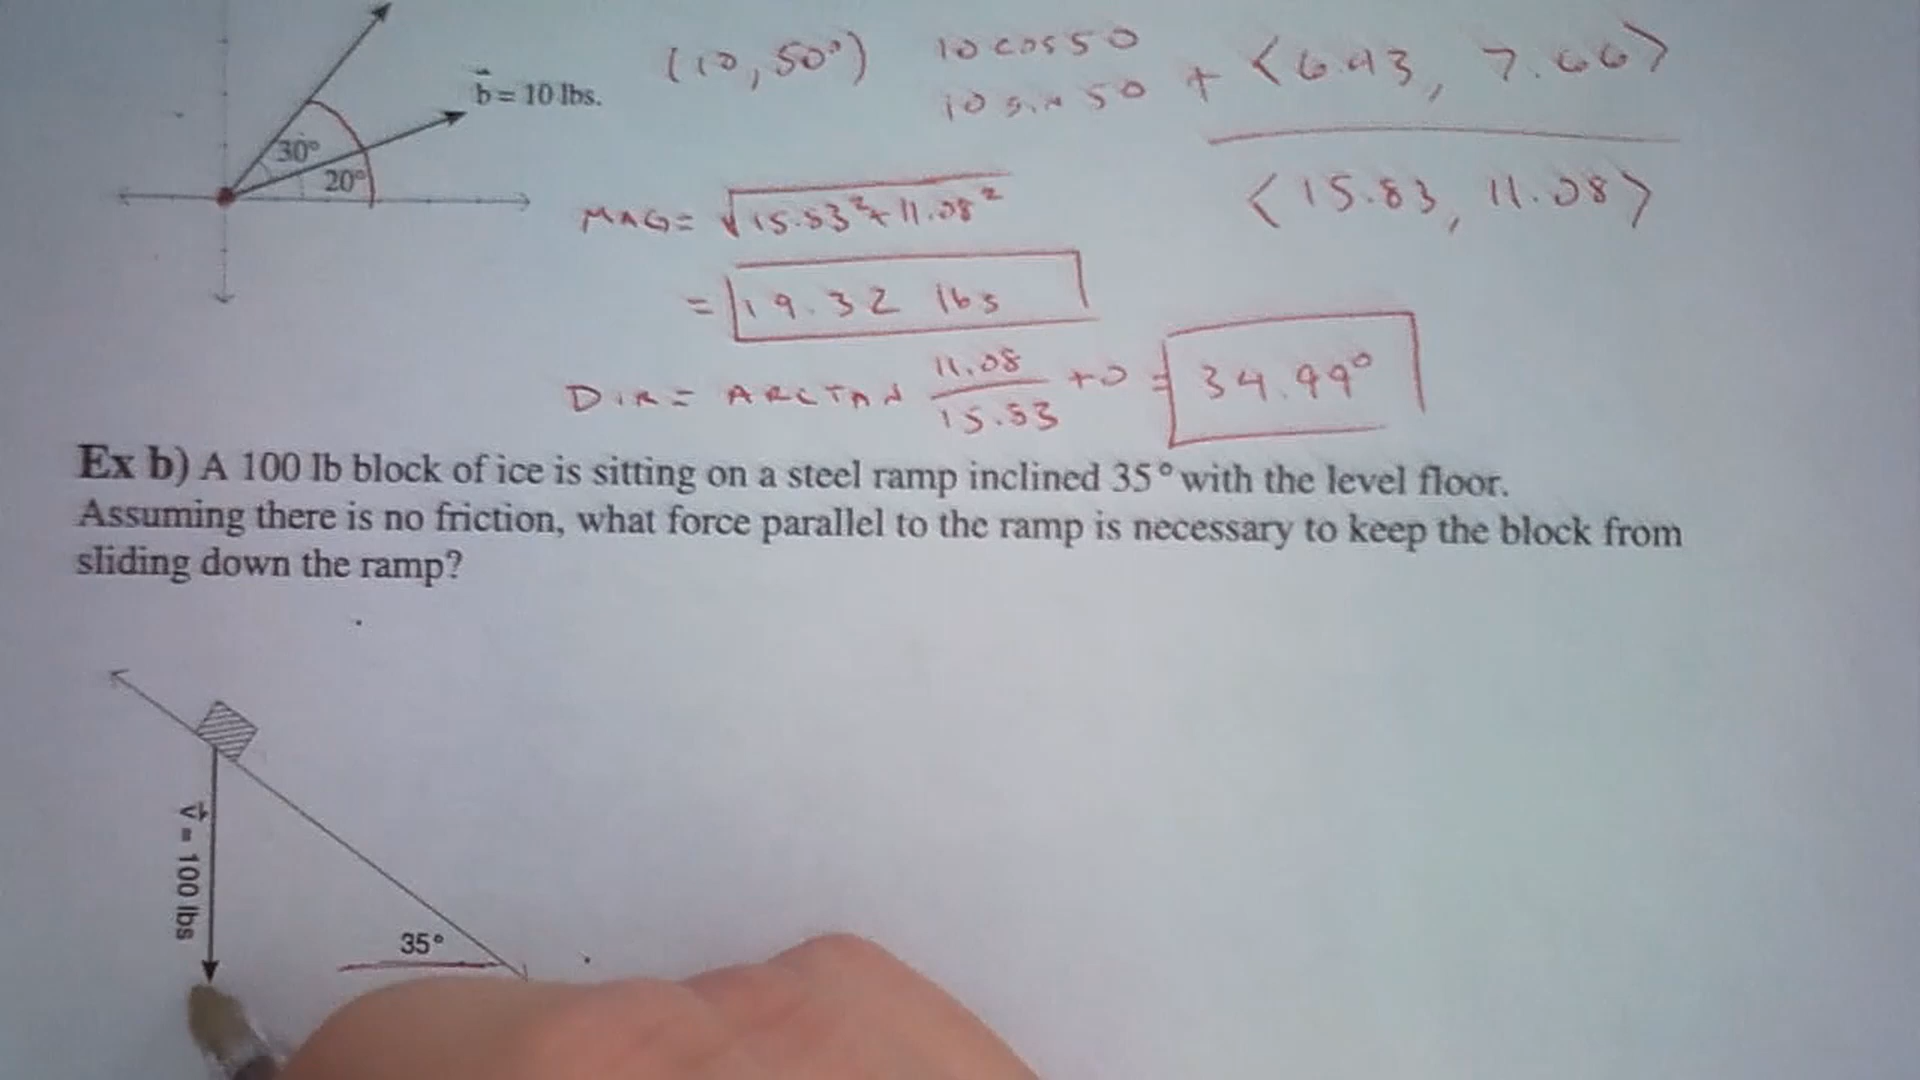 (10, 50°) 10 cos 50 + <6.43, 7.66>
b = 10 lbs.
10 sin 50
30°
20°
<15.83, 11.08>
MAG = √15.83² + 11.08²
= 19.32 lbs
DIR = ARCTAN 11.08/15.83 + 0 = 34.99°
Ex b) A 100 lb block of ice is sitting on a steel ramp inclined 35° with the level floor.
Assuming there is no friction, what force parallel to the ramp is necessary to keep the block from
sliding down the ramp?
v = 100 lbs
35°